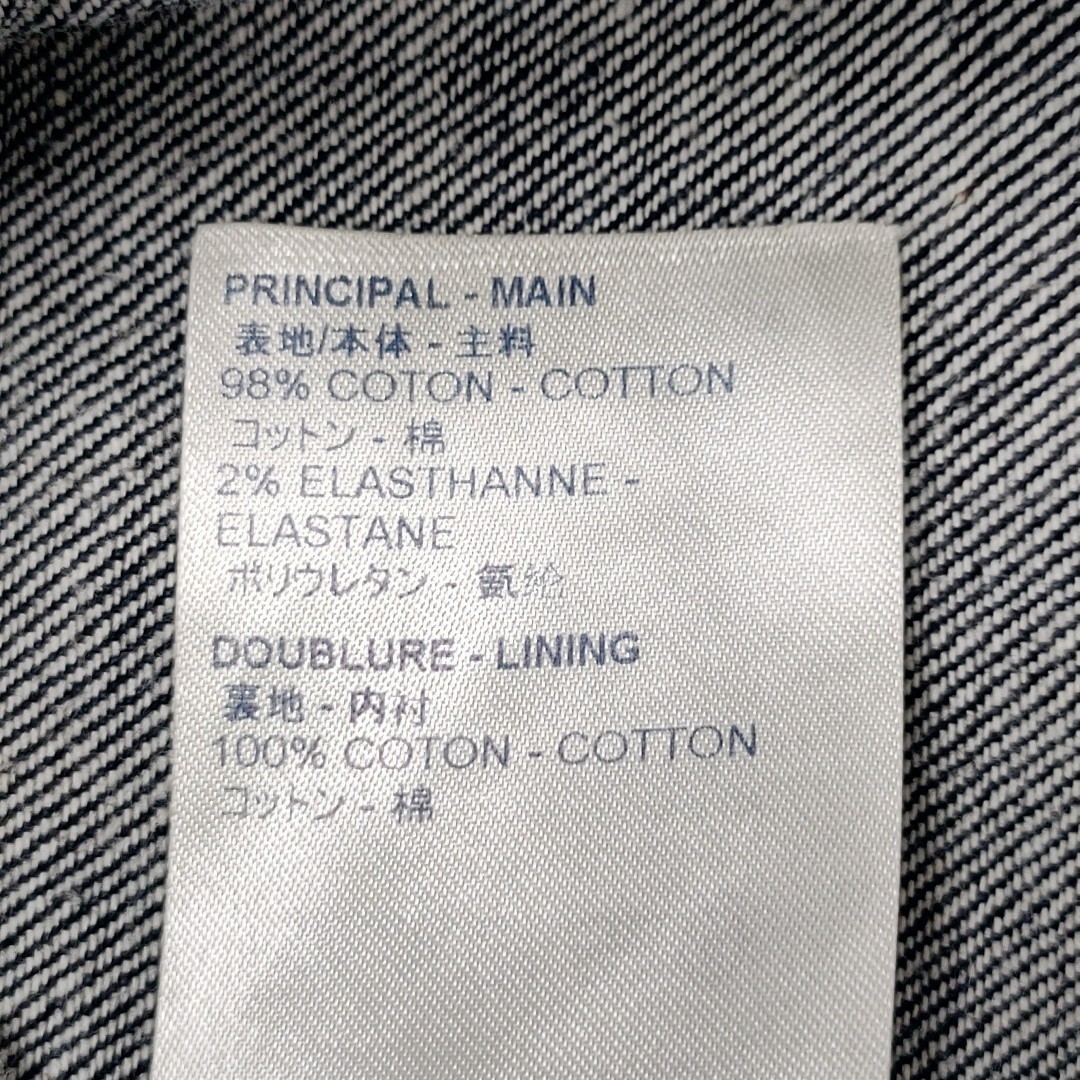 PRINCIPAL - MAIN
表地/本体 - 主料
98% COTON - COTTON
コットン - 棉
2% ELASTHANNE -
ELASTANE
ポリウレタン - 氨纶
DOUBLURE - LINING
裏地 - 内衬
100% COTON - COTTON
コットン - 棉